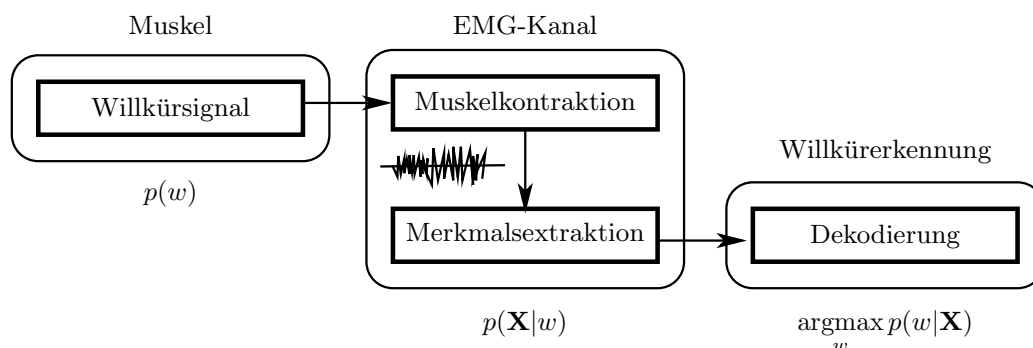 Muskel
EMG-Kanal
Willkürsignal
Muskelkontraktion
Willkürerkennung
p(w)
Merkmalsextraktion
Dekodierung
p(X|w)
argmax p(w|X)
w